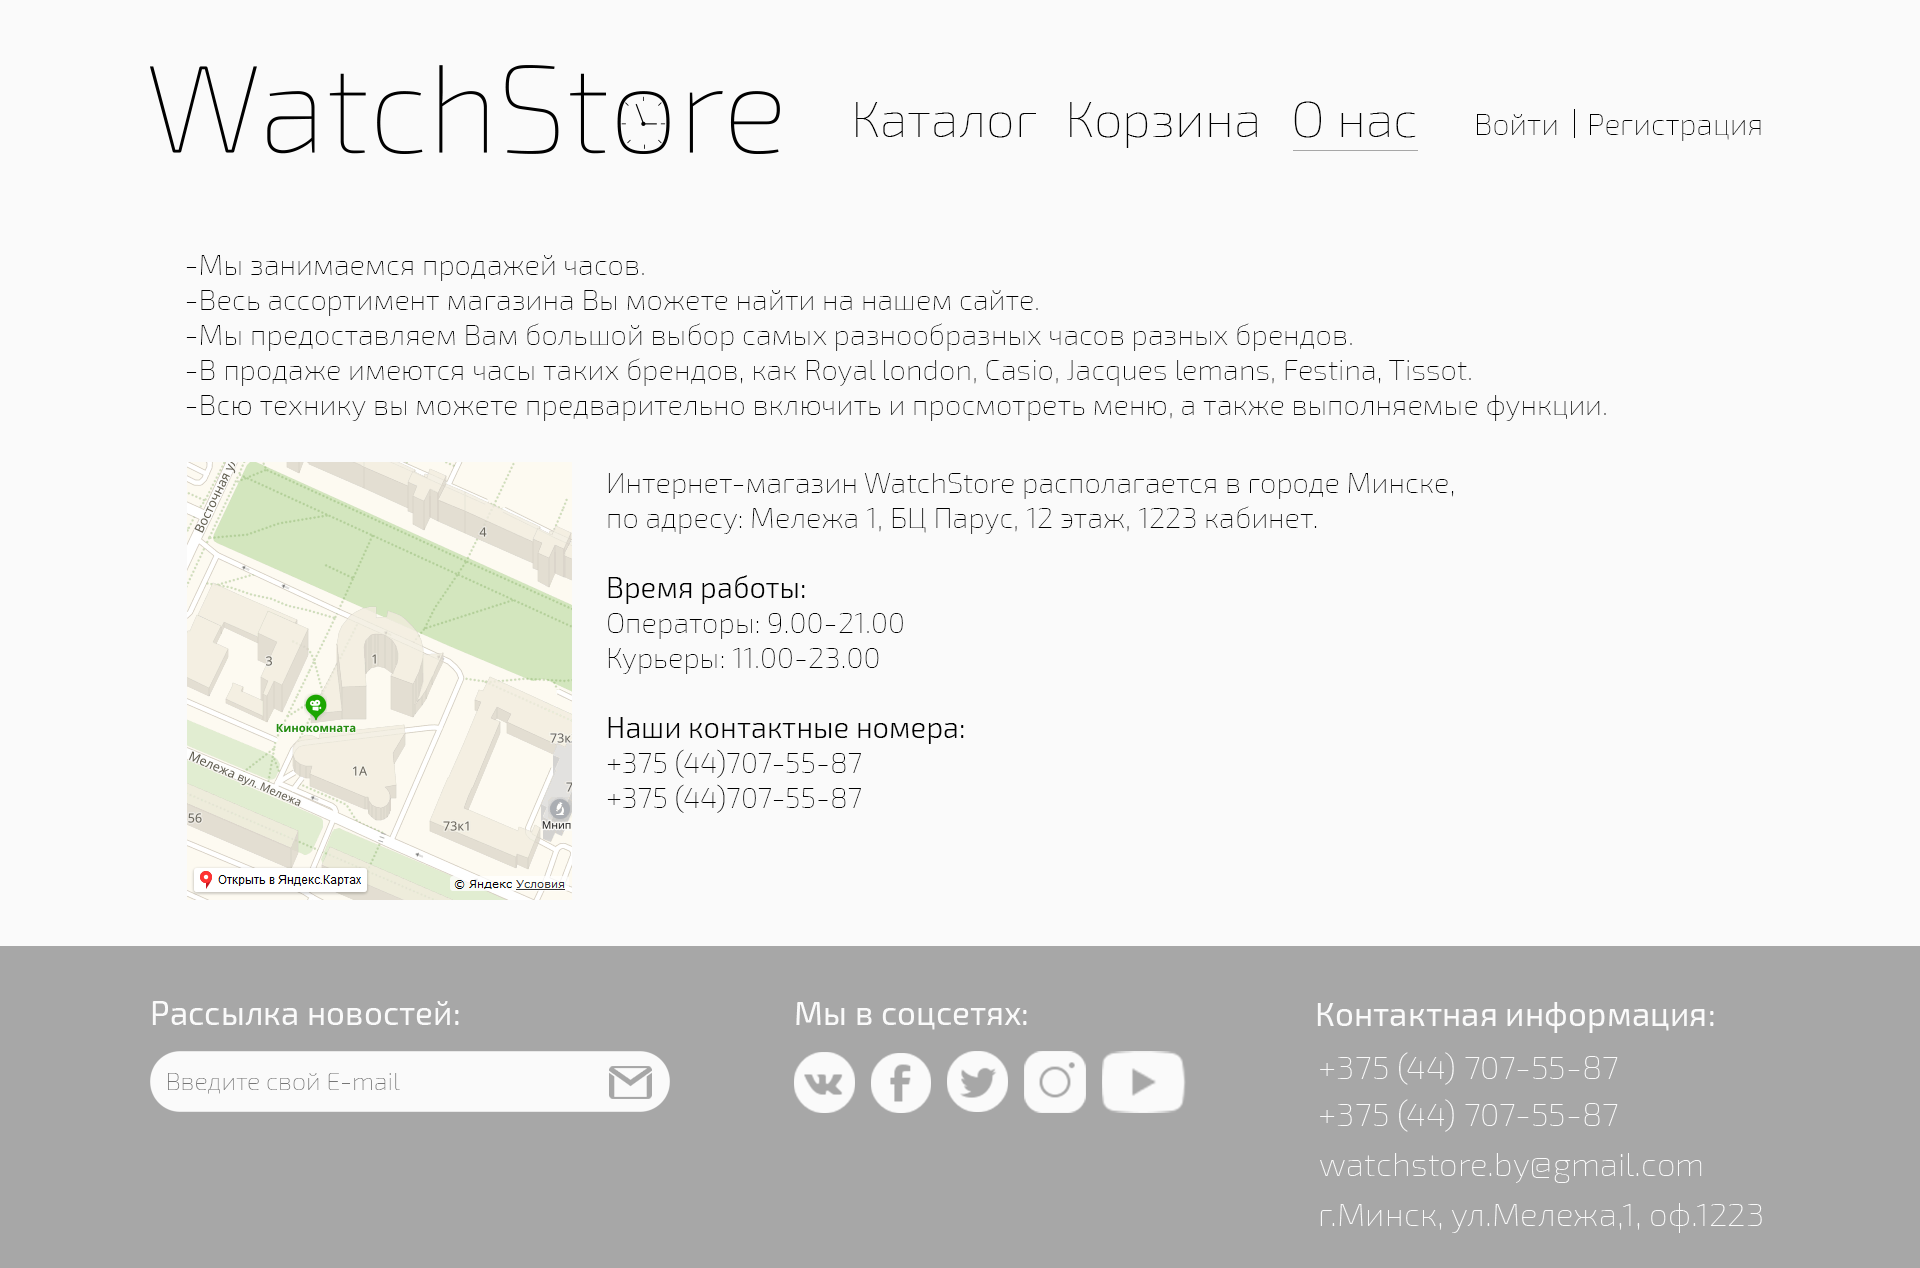 WatchStore
Каталог Корзина О нас Войти | Регистрация
-Мы занимаемся продажей часов.
-Весь ассортимент магазина Вы можете найти на нашем сайте.
-Мы предоставляем Вам большой выбор самых разнообразных часов разных брендов.
-В продаже имеются часы таких брендов, как Royal london, Casio, Jacques lemans, Festina, Tissot.
-Всю технику вы можете предварительно включить и просмотреть меню, а также выполняемые функции.
Восточная ул
4
3
1
Кинокомната
73к
1А
Мележа вул. Мележа
7
56
73к1
Мнип
Открыть в Яндекс.Картах
© Яндекс Условия
Интернет-магазин WatchStore располагается в городе Минске,
по адресу: Мележа 1, БЦ Парус, 12 этаж, 1223 кабинет.
Время работы:
Операторы: 9.00-21.00
Курьеры: 11.00-23.00
Наши контактные номера:
+375 (44)707-55-87
+375 (44)707-55-87
Рассылка новостей:
Введите свой E-mail
Мы в соцсетях:
Контактная информация:
+375 (44) 707-55-87
+375 (44) 707-55-87
watchstore.by@gmail.com
г.Минск, ул.Мележа,1, оф.1223